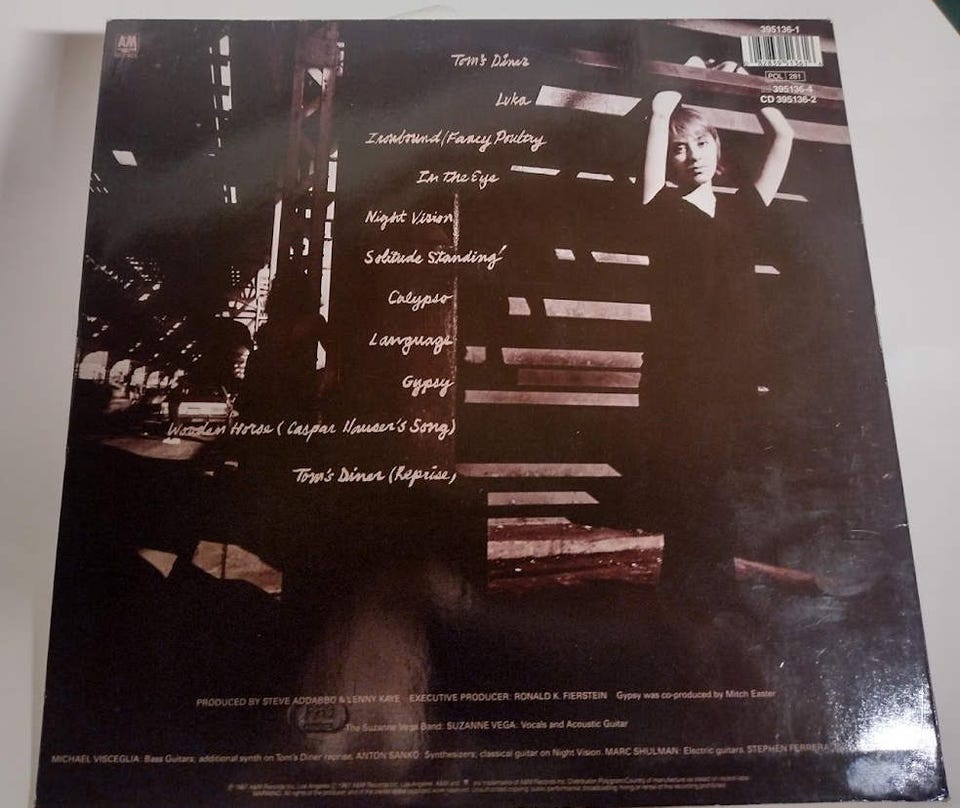 AM
395136-1
POL 281
395136-4
CD 395136-2
Tom's Diner
Luka
Ironbound/Fancy Poultry
In The Eye
Night Vision
Solitude Standing
Calypso
Language
Gypsy
Wooden Horse (Caspar Hauser's Song)
Tom's Diner (Reprise)
PRODUCED BY STEVE ADDABBO & LENNY KAYE EXECUTIVE PRODUCER: RONALD K. FIERSTEIN Gypsy was co-produced by Mitch Easter
The Suzanne Vega Band: SUZANNE VEGA: Vocals and Acoustic Guitar
MICHAEL VISCEGLIA: Bass Guitars, additional synth on Tom's Diner reprise. ANTON SANKO: Synthesizers; classical guitar on Night Vision. MARC SHULMAN: Electric guitars. STEPHEN